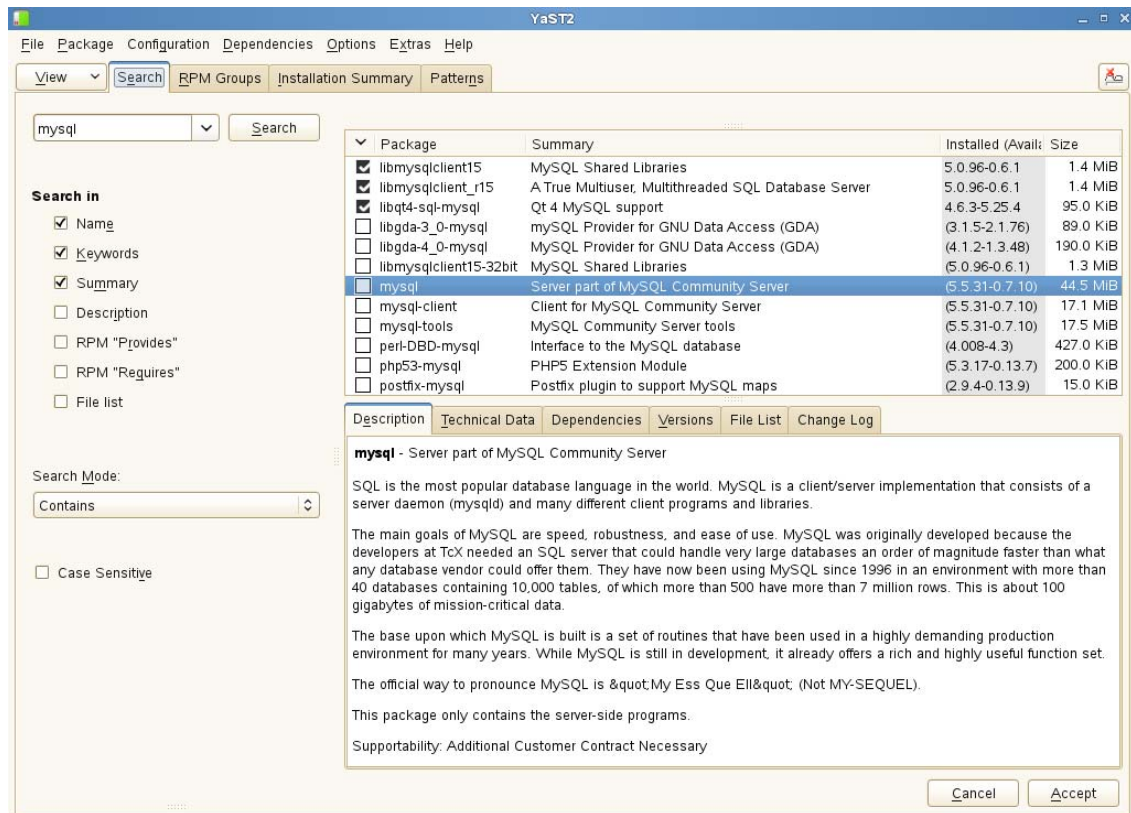 YaST2
File Package Configuration Dependencies Options Extras Help
View Search RPM Groups Installation Summary Patterns
mysql Search
Search in
Name
Keywords
Summary
Description
RPM "Provides"
RPM "Requires"
File list
Search Mode:
Contains
Case Sensitive
Package Summary Installed (Availa Size
libmysqlclient15 MySQL Shared Libraries 5.0.96-0.6.1 1.4 MiB
libmysqlclient_r15 A True Multiuser, Multithreaded SQL Database Server 5.0.96-0.6.1 1.4 MiB
libqt4-sql-mysql Qt 4 MySQL support 4.6.3-5.25.4 95.0 KiB
libgda-3_0-mysql mySQL Provider for GNU Data Access (GDA) (3.1.5-2.1.76) 89.0 KiB
libgda-4_0-mysql MySQL Provider for GNU Data Access (GDA) (4.1.2-1.3.48) 190.0 KiB
libmysqlclient15-32bit MySQL Shared Libraries (5.0.96-0.6.1) 1.3 MiB
mysql Server part of MySQL Community Server (5.5.31-0.7.10) 44.5 MiB
mysql-client Client for MySQL Community Server (5.5.31-0.7.10) 17.1 MiB
mysql-tools MySQL Community Server tools (5.5.31-0.7.10) 17.5 MiB
perl-DBD-mysql Interface to the MySQL database (4.008-4.3) 427.0 KiB
php53-mysql PHP5 Extension Module (5.3.17-0.13.7) 200.0 KiB
postfix-mysql Postfix plugin to support MySQL maps (2.9.4-0.13.9) 15.0 KiB
Description Technical Data Dependencies Versions File List Change Log
mysql - Server part of MySQL Community Server
SQL is the most popular database language in the world. MySQL is a client/server implementation that consists of a
server daemon (mysqld) and many different client programs and libraries.
The main goals of MySQL are speed, robustness, and ease of use. MySQL was originally developed because the
developers at TcX needed an SQL server that could handle very large databases an order of magnitude faster than what
any database vendor could offer them. They have now been using MySQL since 1996 in an environment with more than
40 databases containing 10,000 tables, of which more than 500 have more than 7 million rows. This is about 100
gigabytes of mission-critical data.
The base upon which MySQL is built is a set of routines that have been used in a highly demanding production
environment for many years. While MySQL is still in development, it already offers a rich and highly useful function set.
The official way to pronounce MySQL is &quot;My Ess Que Ell&quot; (Not MY-SEQUEL).
This package only contains the server-side programs.
Supportability: Additional Customer Contract Necessary
Cancel Accept